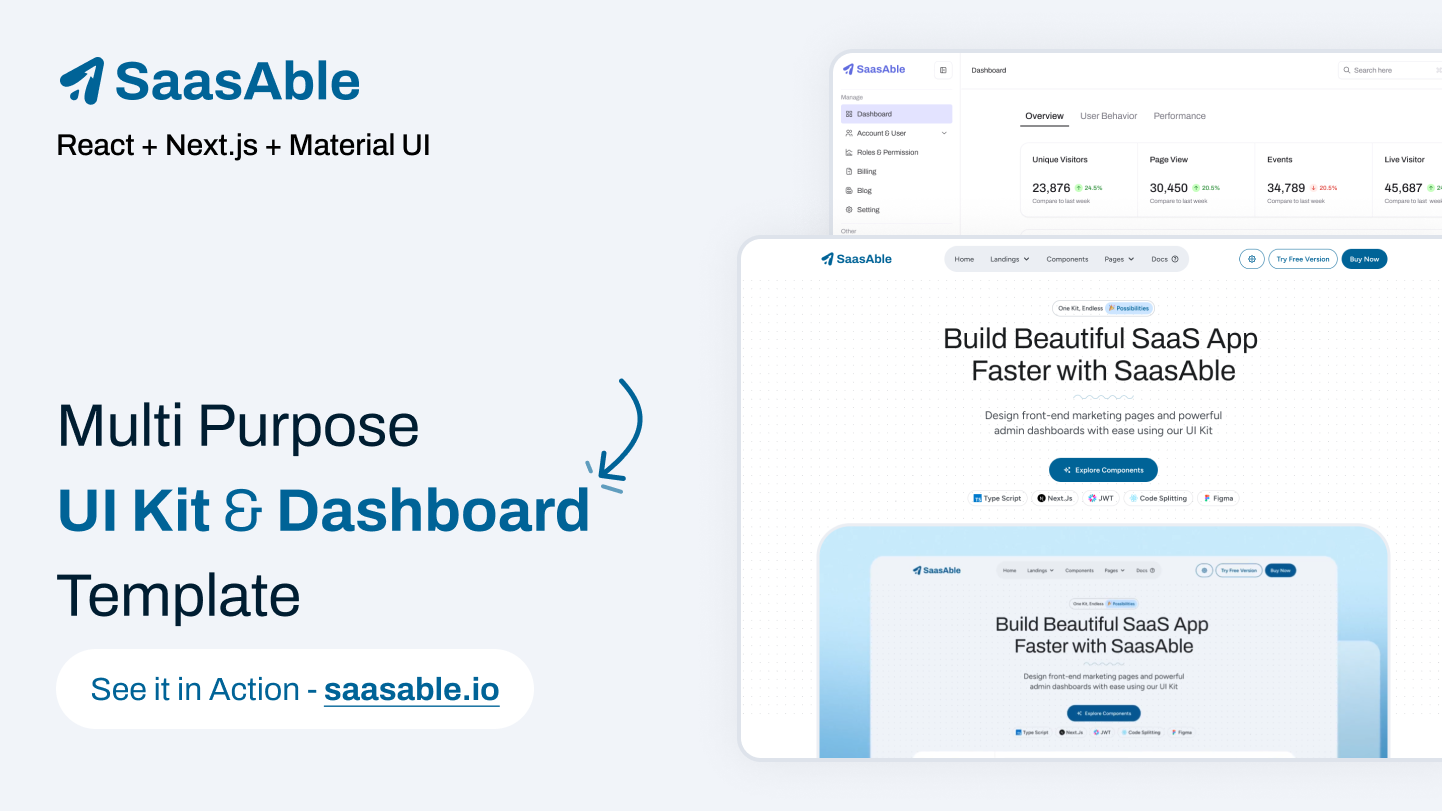 SaasAble
React + Next.js + Material UI
Multi Purpose
UI Kit & Dashboard
Template
See it in Action - saasable.io
SaasAble
Dashboard
Search here
Manage
Dashboard
Account & User
Roles & Permission
Billing
Blog
Setting
Other
Overview User Behavior Performance
Unique Visitors Page View Events Live Visitor
23,876 24.5% 30,450 20.5% 34,789 20.5% 45,687
Compare to last week Compare to last week Compare to last week Compare to last week
SaasAble Home Landings Components Pages Docs Try Free Version Buy Now
One Kit, Endless Possibilities
Build Beautiful SaaS App
Faster with SaasAble
Design front-end marketing pages and powerful
admin dashboards with ease using our UI Kit
Explore Components
Type Script Next.Js JWT Code Splitting Figma
SaasAble Home Landings Components Pages Docs Try Free Version Buy Now
One Kit, Endless Possibilities
Build Beautiful SaaS App
Faster with SaasAble
Design front-end marketing pages and powerful
admin dashboards with ease using our UI Kit
Explore Components
Type Script Next.Js JWT Code Splitting Figma